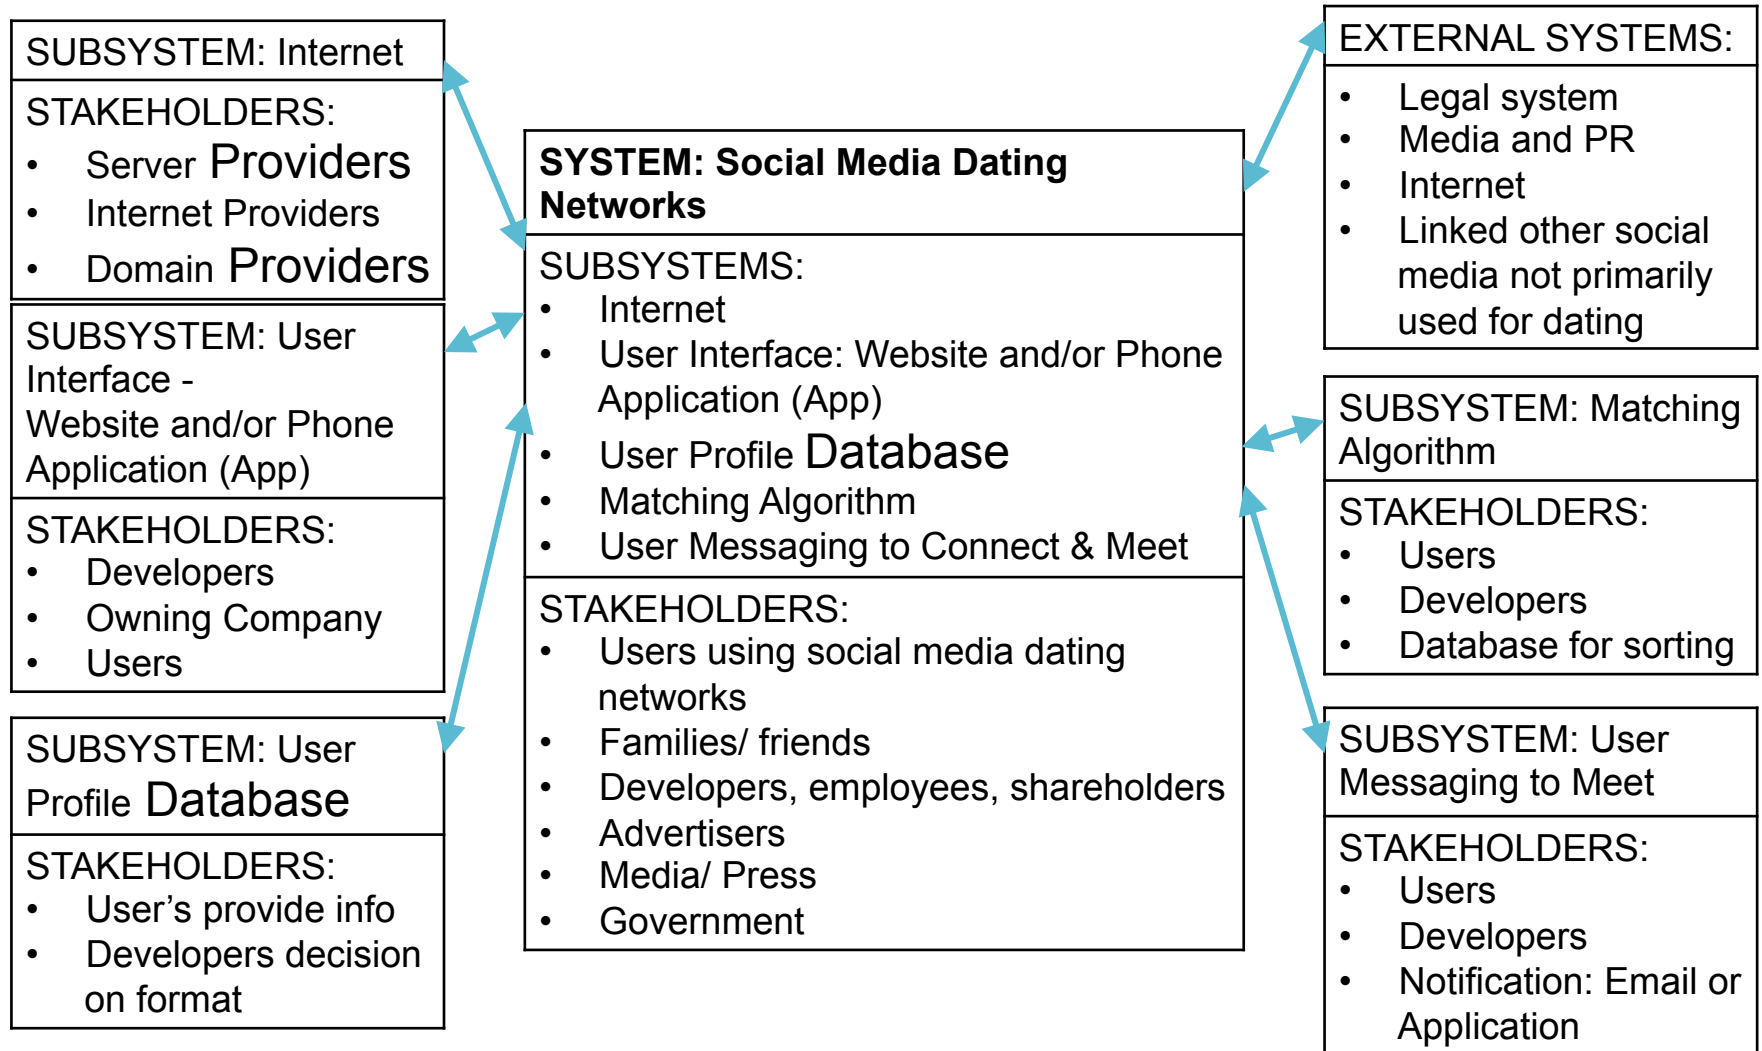 SUBSYSTEM: Internet
STAKEHOLDERS:
• Server Providers
• Internet Providers
• Domain Providers
SUBSYSTEM: User
Interface -
Website and/or Phone
Application (App)
STAKEHOLDERS:
• Developers
• Owning Company
• Users
SUBSYSTEM: User
Profile Database
STAKEHOLDERS:
• User’s provide info
• Developers decision
on format
SYSTEM: Social Media Dating
Networks
SUBSYSTEMS:
• Internet
• User Interface: Website and/or Phone
Application (App)
• User Profile Database
• Matching Algorithm
• User Messaging to Connect & Meet
STAKEHOLDERS:
• Users using social media dating
networks
• Families/ friends
• Developers, employees, shareholders
• Advertisers
• Media/ Press
• Government
EXTERNAL SYSTEMS:
• Legal system
• Media and PR
• Internet
• Linked other social
media not primarily
used for dating
SUBSYSTEM: Matching
Algorithm
STAKEHOLDERS:
• Users
• Developers
• Database for sorting
SUBSYSTEM: User
Messaging to Meet
STAKEHOLDERS:
• Users
• Developers
• Notification: Email or
Application